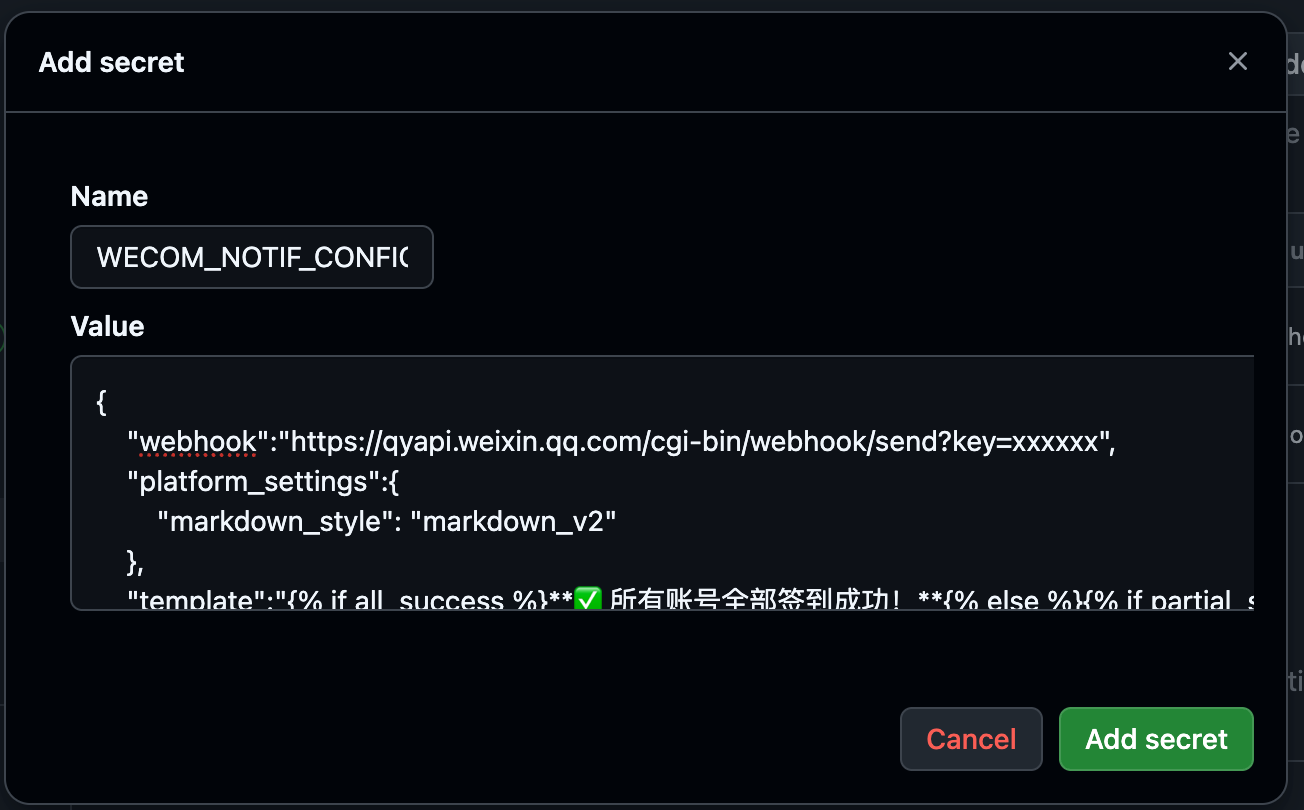 Add secret
Name
WECOM_NOTIF_CONFIG
Value
{
"webhook":"https://qyapi.weixin.qq.com/cgi-bin/webhook/send?key=xxxxxx",
"platform_settings":{
"markdown_style": "markdown_v2"
},
"template":"{% if all_success %}**✅ 所有账号全部签到成功！**{% else %}{% if partial_s
Cancel
Add secret